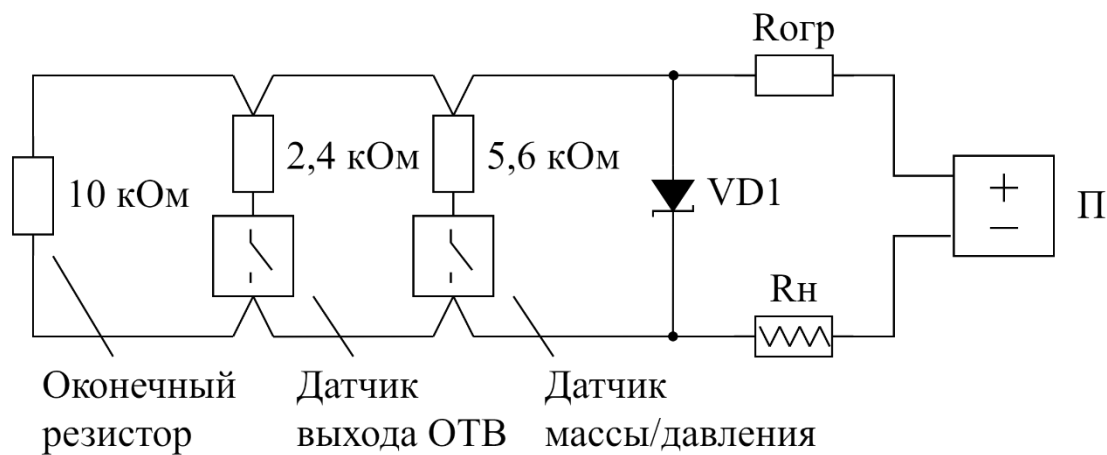 Rогр
2,4 кОм
5,6 кОм
10 кОм
VD1
+
−
П
Rн
Оконечный
резистор
Датчик
выхода ОТВ
Датчик
массы/давления